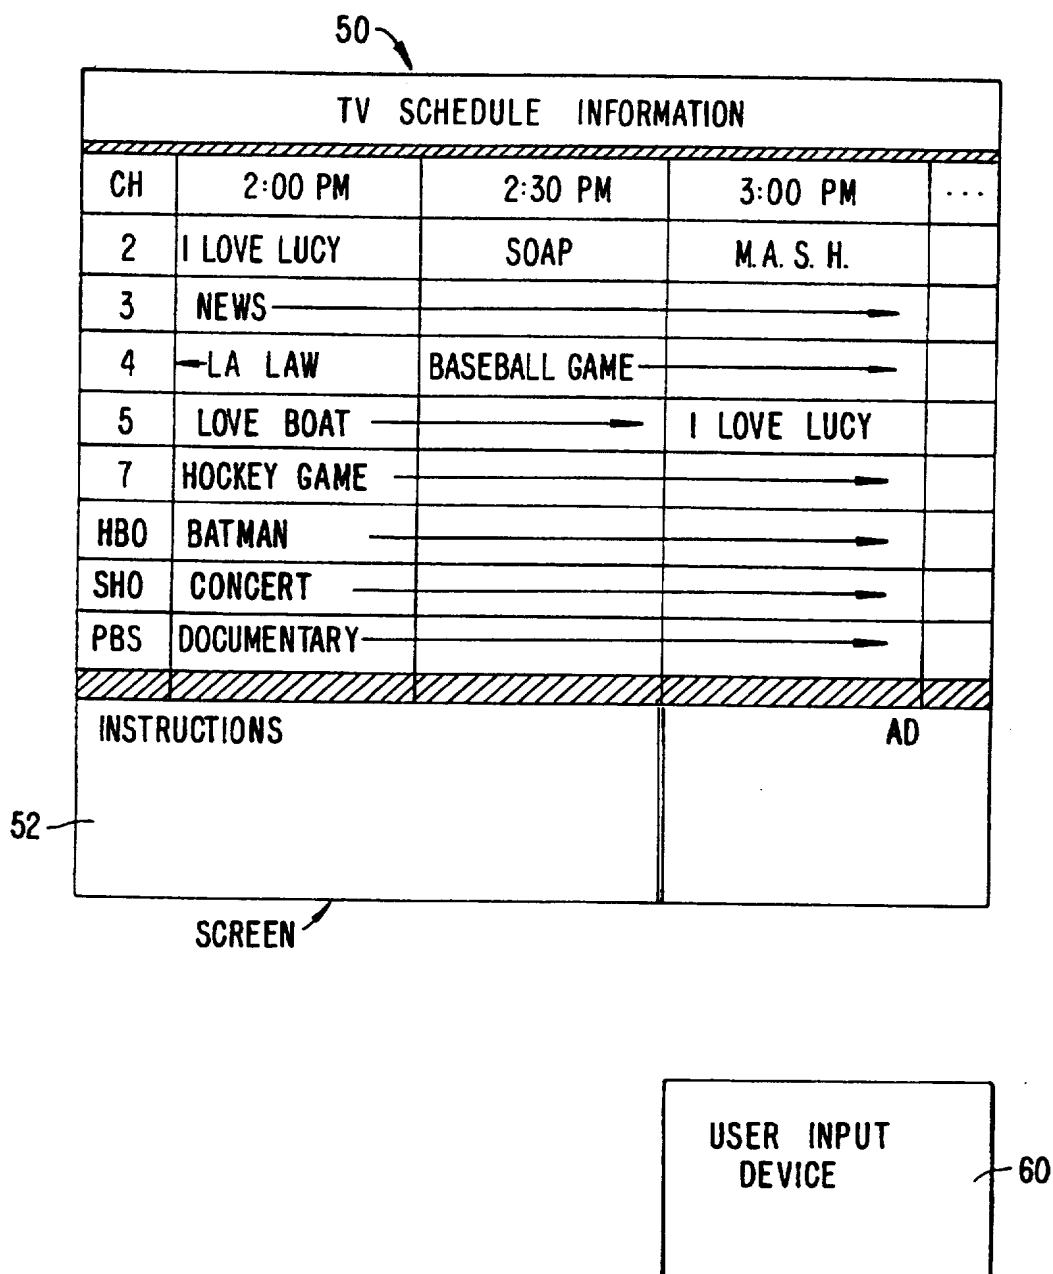 50
TV SCHEDULE INFORMATION
CH 2:00 PM 2:30 PM 3:00 PM ...
2 I LOVE LUCY SOAP M.A.S.H.
3 NEWS
4 LA LAW BASEBALL GAME
5 LOVE BOAT I LOVE LUCY
7 HOCKEY GAME
HBO BATMAN
SHO CONCERT
PBS DOCUMENTARY
INSTRUCTIONS AD
52
SCREEN
USER INPUT
DEVICE
60